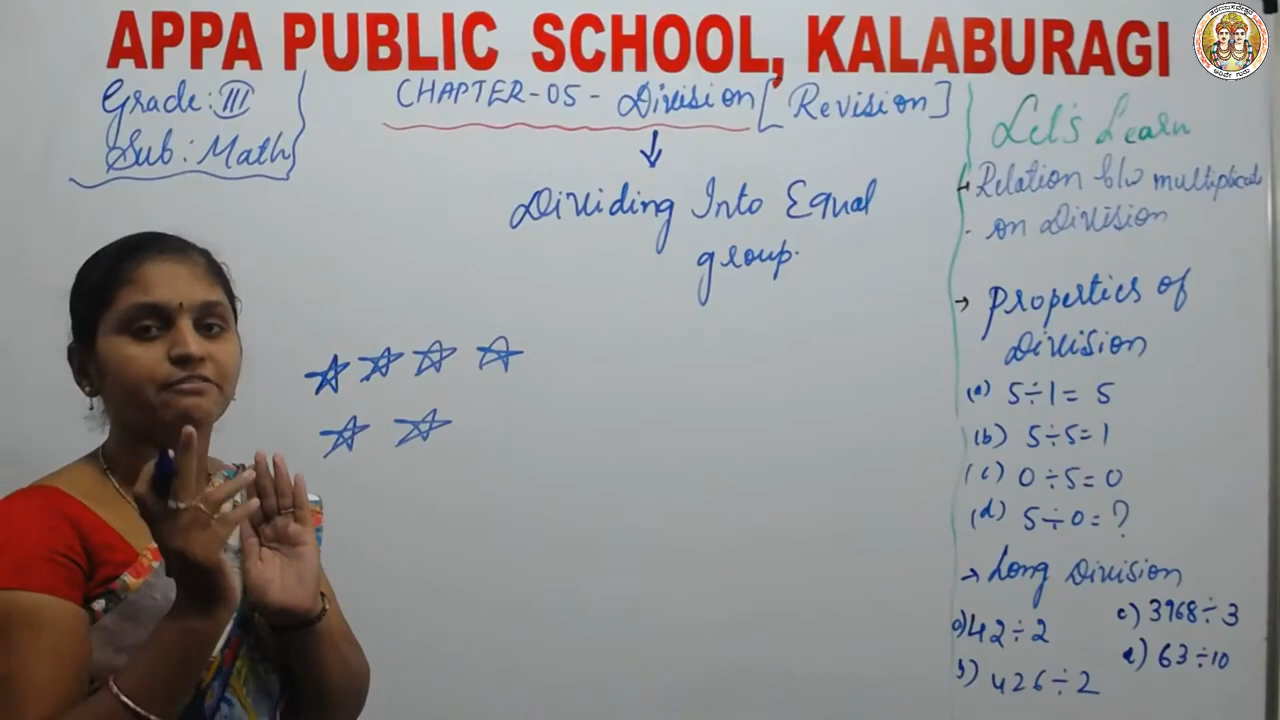 APPA PUBLIC SCHOOL, KALABURAGI
Grade: III
Sub: Math
CHAPTER-05 - Division [Revision]
Dividing Into Equal
group.
Let's Learn
→ Relation b/w multiplicati
- on Division
→ Properties of
Division
(a) 5÷1= 5
(b) 5÷5=1
(c) 0÷5=0
(d) 5÷0=?
→ Long Division
a) 42÷2
b) 426÷2
c) 3968÷3
e) 63÷10